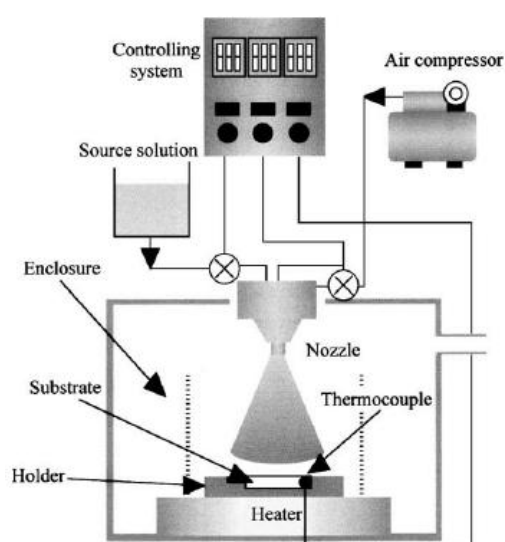 Controlling
system
Air compressor
Source solution
Enclosure
Nozzle
Substrate
Thermocouple
Holder
Heater